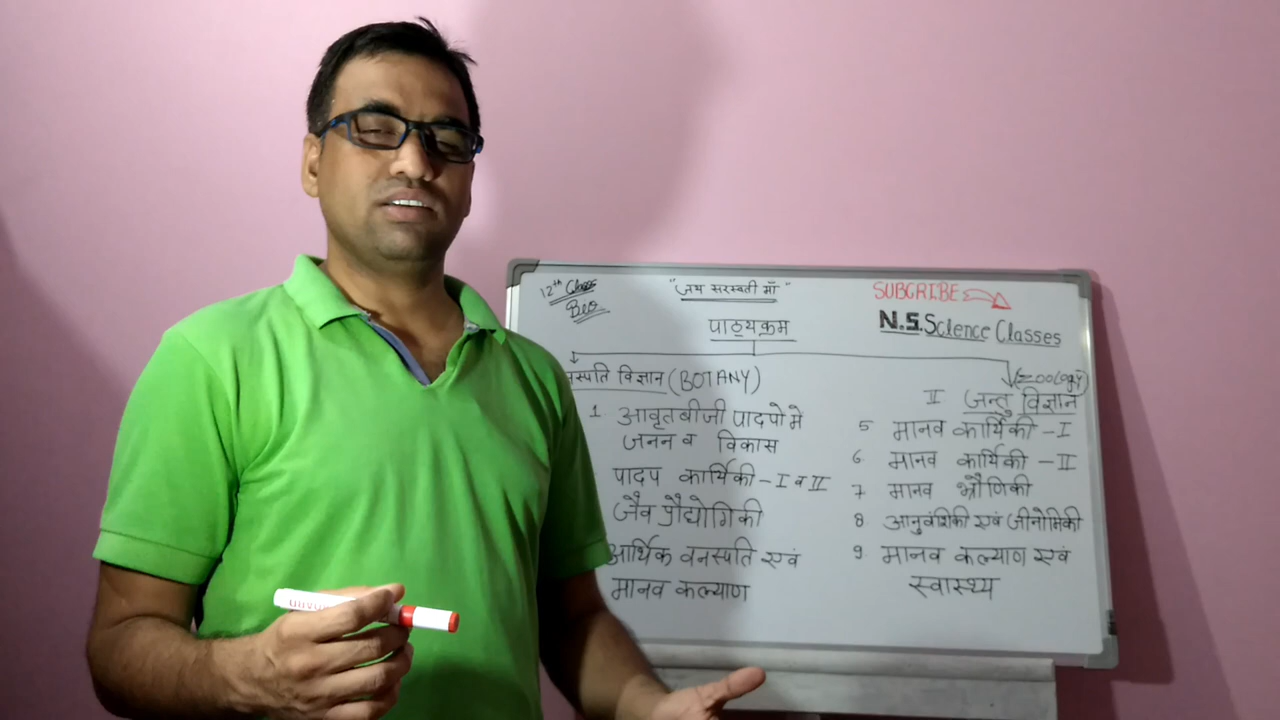 12th Class
Bio
"जय सरस्वती माँ"
SUBCRIBE
N.S. Science Classes
पाठ्यक्रम
नस्पति विज्ञान (BOTANY)
1 आवृतबीजी पादपो मे
जनन व विकास
पादप कार्यिकी - I व II
जैव प्रौद्योगिकी
आर्थिक वनस्पति एवं
मानव कल्याण
(Zoology)
II जन्तु विज्ञान
5 मानव कार्यिकी - I
6. मानव कार्यिकी - II
7 मानव भ्रौणिकी
8 आनुवंशिकी एवं जीनोमिकी
9. मानव कल्याण एवं
स्वास्थ्य